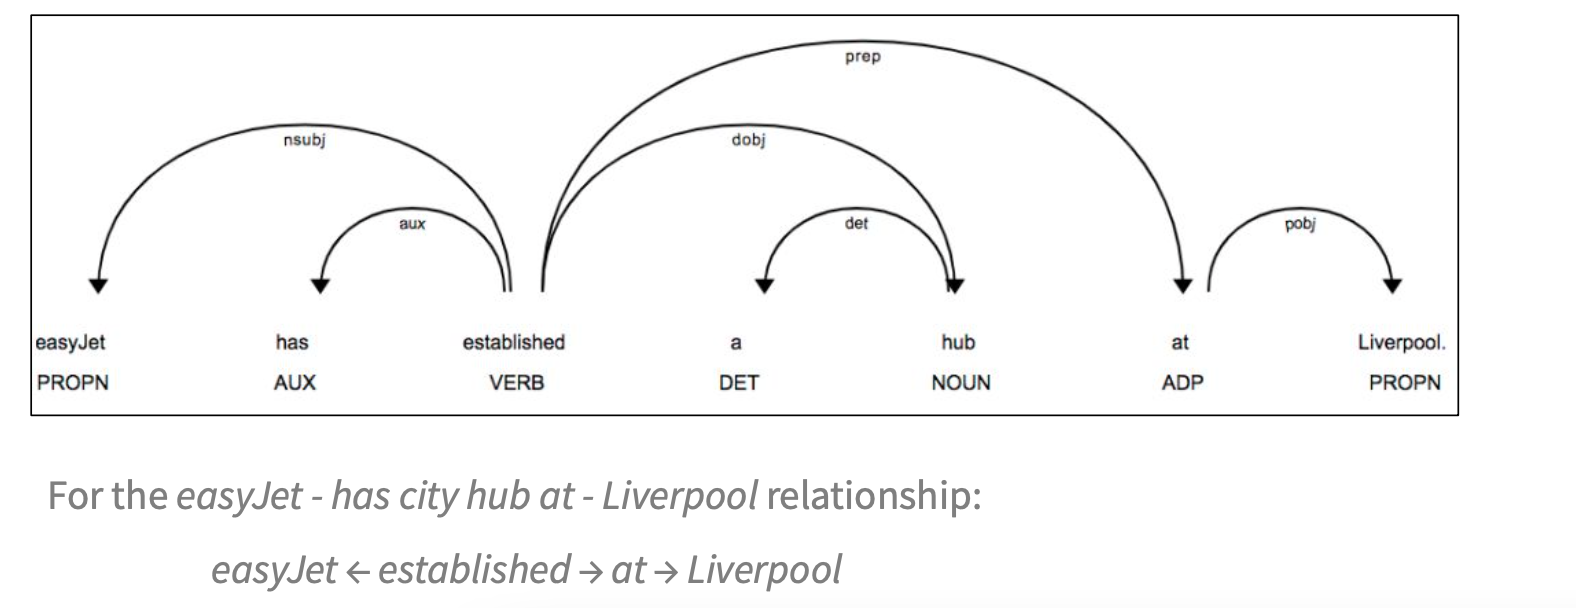 prep
nsubj
dobj
aux
det
pobj
easyJet has established a hub at Liverpool.
PROPN AUX VERB DET NOUN ADP PROPN
For the easyJet - has city hub at - Liverpool relationship:
easyJet ← established → at → Liverpool